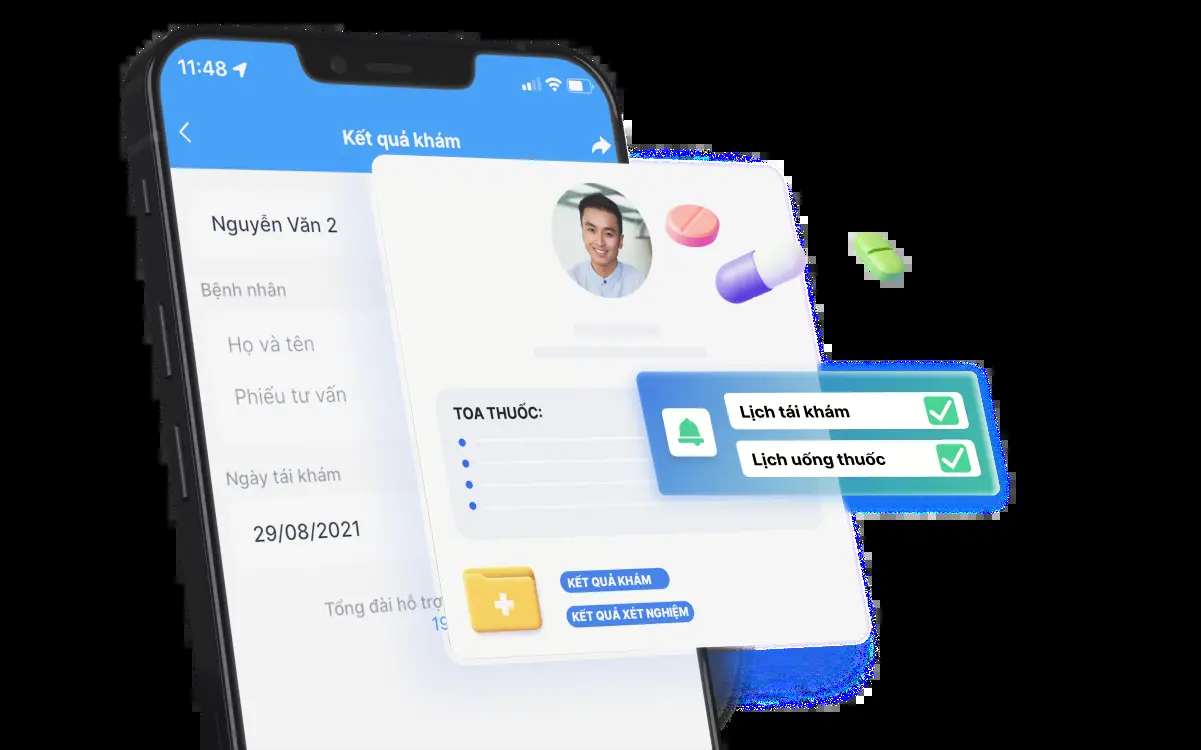 11:48
Kết quả khám
Nguyễn Văn 2
Bệnh nhân
Họ và tên
Phiếu tư vấn
Ngày tái khám
29/08/2021
Tổng đài hỗ trợ
19
TOA THUỐC:
Lịch tái khám
Lịch uống thuốc
KẾT QUẢ KHÁM
KẾT QUẢ XÉT NGHIỆM